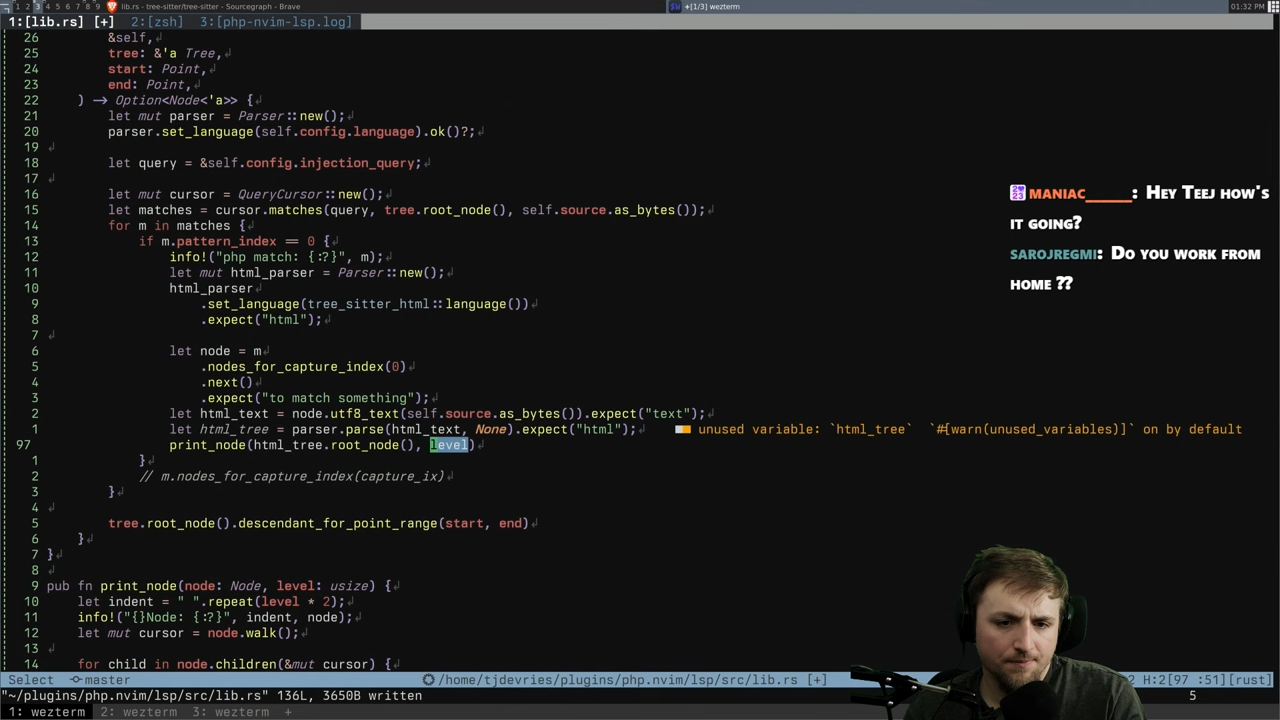 1 2 3 4 5 6 7 8 9 lib.rs - tree-sitter/tree-sitter - Sourcegraph - Brave +[1/3] wezterm 01:32 PM
1:[lib.rs] [+] 2:[zsh] 3:[php-nvim-lsp.log]
26 &self,
25 tree: &'a Tree,
24 start: Point,
23 end: Point,
22 ) -> Option<Node<'a>> {
21 let mut parser = Parser::new();
20 parser.set_language(self.config.language).ok()?;
19
18 let query = &self.config.injection_query;
17
16 let mut cursor = QueryCursor::new();
15 let matches = cursor.matches(query, tree.root_node(), self.source.as_bytes());
14 for m in matches {
13 if m.pattern_index == 0 {
12 info!("php match: {:?}", m);
11 let mut html_parser = Parser::new();
10 html_parser
9 .set_language(tree_sitter_html::language())
8 .expect("html");
7
6 let node = m
5 .nodes_for_capture_index(0)
4 .next()
3 .expect("to match something");
2 let html_text = node.utf8_text(self.source.as_bytes()).expect("text");
1 let html_tree = parser.parse(html_text, None).expect("html"); unused variable: `html_tree` `#[warn(unused_variables)]` on by default
97 print_node(html_tree.root_node(), level)
1 }
2 // m.nodes_for_capture_index(capture_ix)
3 }
4
5 tree.root_node().descendant_for_point_range(start, end)
6 }
7 }
8
9 pub fn print_node(node: Node, level: usize) {
10 let indent = " ".repeat(level * 2);
11 info!("{}Node: {:?}", indent, node);
12 let mut cursor = node.walk();
13
14 for child in node.children(&mut cursor) {
Select master /home/tjdevries/plugins/php.nvim/lsp/src/lib.rs [+] H:2[97 :51][rust]
"~/plugins/php.nvim/lsp/src/lib.rs" 136L, 3650B written 5
1: wezterm 2: wezterm 3: wezterm +
MANIAC______: Hey Teej how's
it going?
sarojregmi: Do you work from
home ??